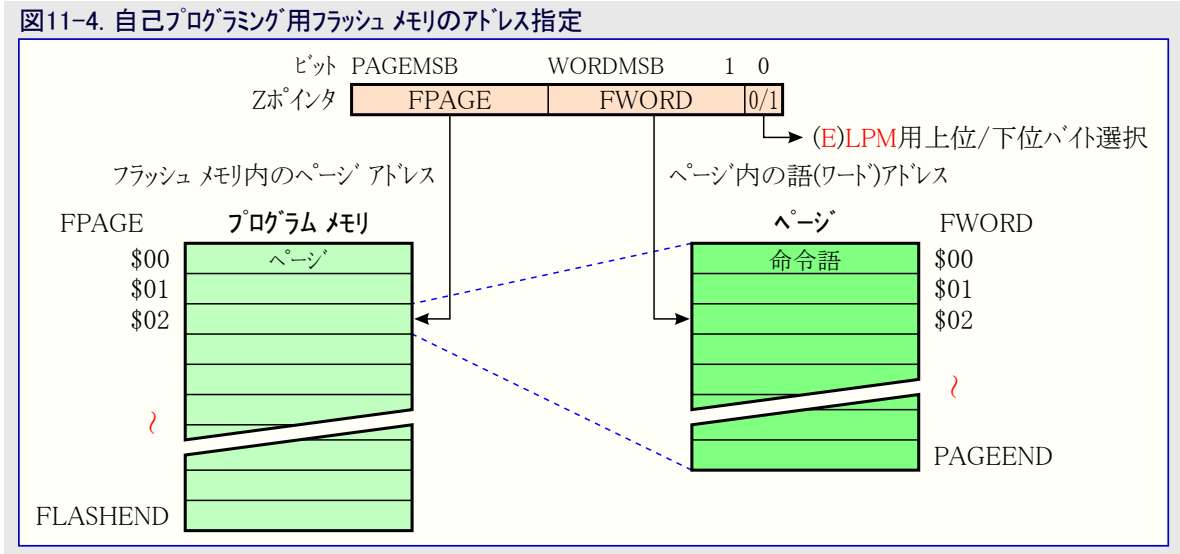 図11-4. 自己プログラミング用フラッシュ メモリのアドレス指定
ビット PAGEMSB WORDMSB 1 0
Zポインタ FPAGE FWORD 0/1
(E)LPM用上位/下位バイト選択
フラッシュ メモリ内のページ アドレス
ページ内の語(ワード)アドレス
FPAGE プログラム メモリ ページ FWORD
$00 ページ 命令語 $00
$01 $01
$02 $02
~ ~
PAGEEND
FLASHEND